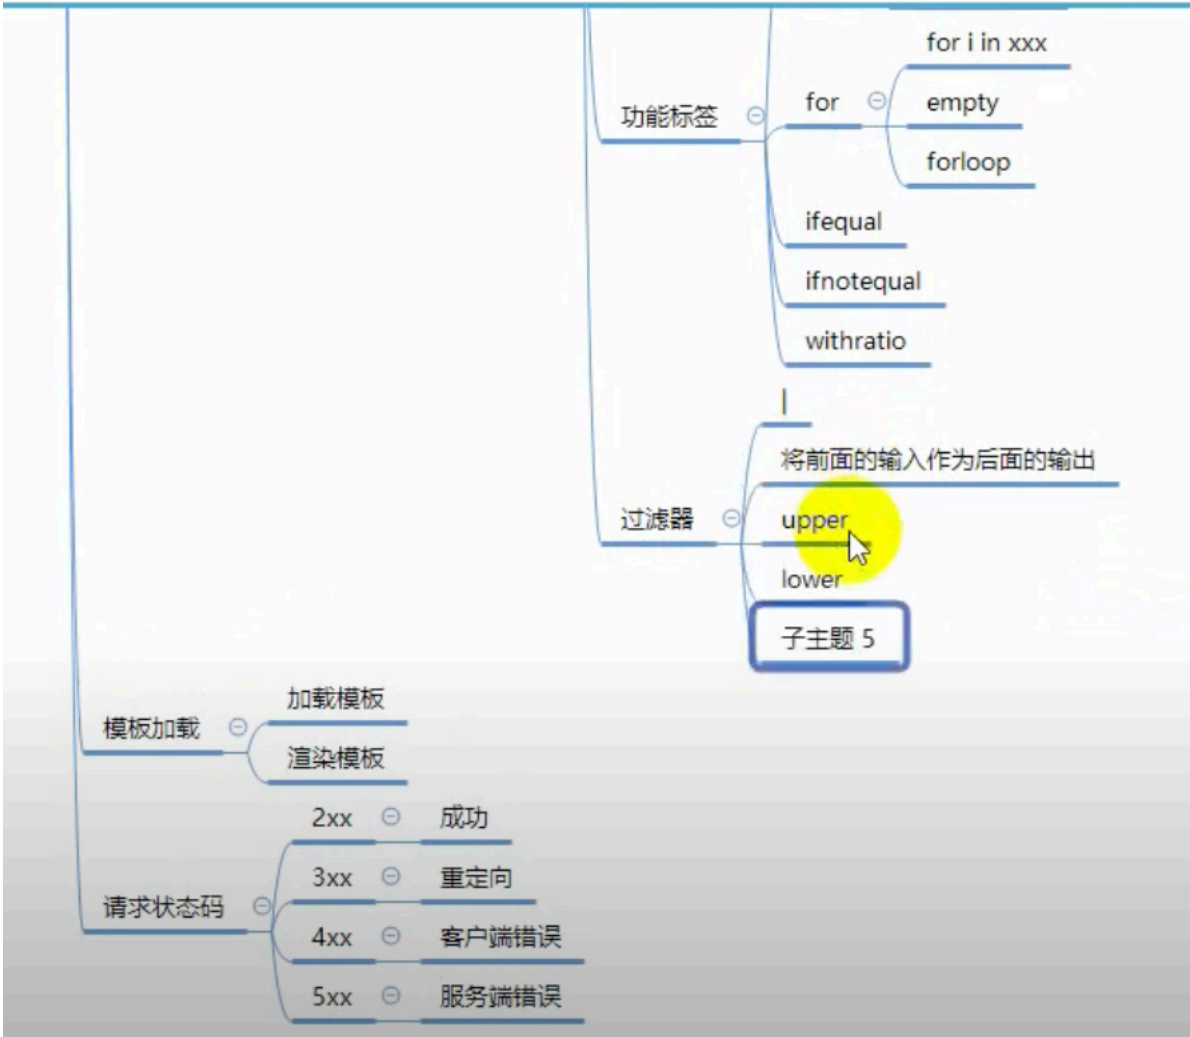 for i in xxx
功能标签
for
empty
forloop
ifequal
ifnotequal
withratio
|
将前面的输入作为后面的输出
过滤器
upper
lower
子主题 5
模板加载
加载模板
渲染模板
请求状态码
2xx
成功
3xx
重定向
4xx
客户端错误
5xx
服务端错误